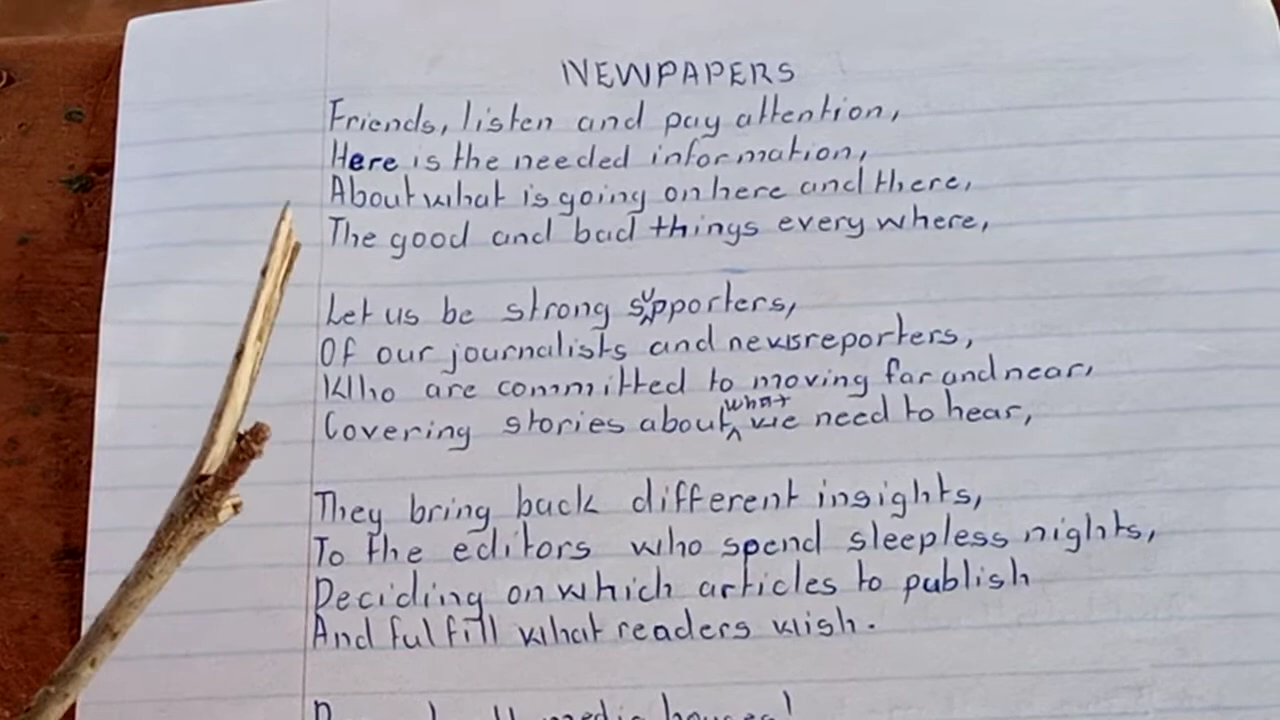 NEWPAPERS
Friends, listen and pay attention,
Here is the needed information,
About what is going on here and there,
The good and bad things every where,
Let us be strong supporters,
Of our journalists and newsreporters,
Who are committed to moving far and near,
Covering stories about what we need to hear,
They bring back different insights,
To the editors who spend sleepless nights,
Deciding on which articles to publish
And fulfill what readers wish.
media houses!